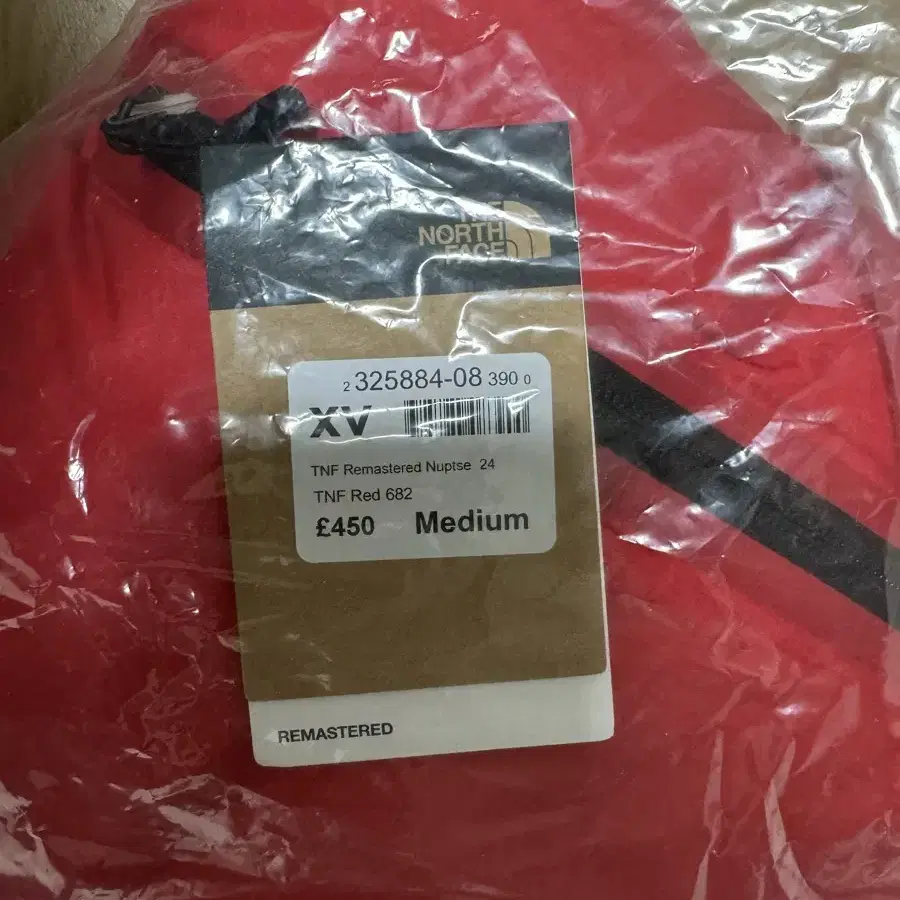 THE
NORTH
FACE
2 325884-08 390 0
XV
TNF Remastered Nuptse 24
TNF Red 682
£450 Medium
REMASTERED